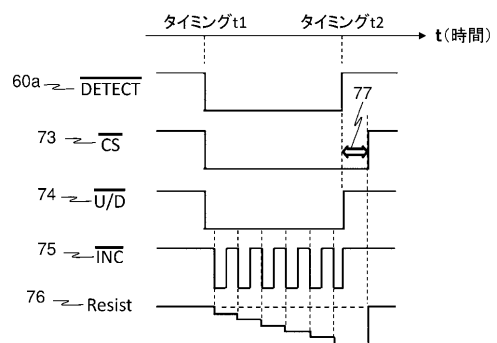 タイミングt1 タイミングt2
t(時間)
60a DETECT
77
73 CS
74 U/D
75 INC
76 Resist